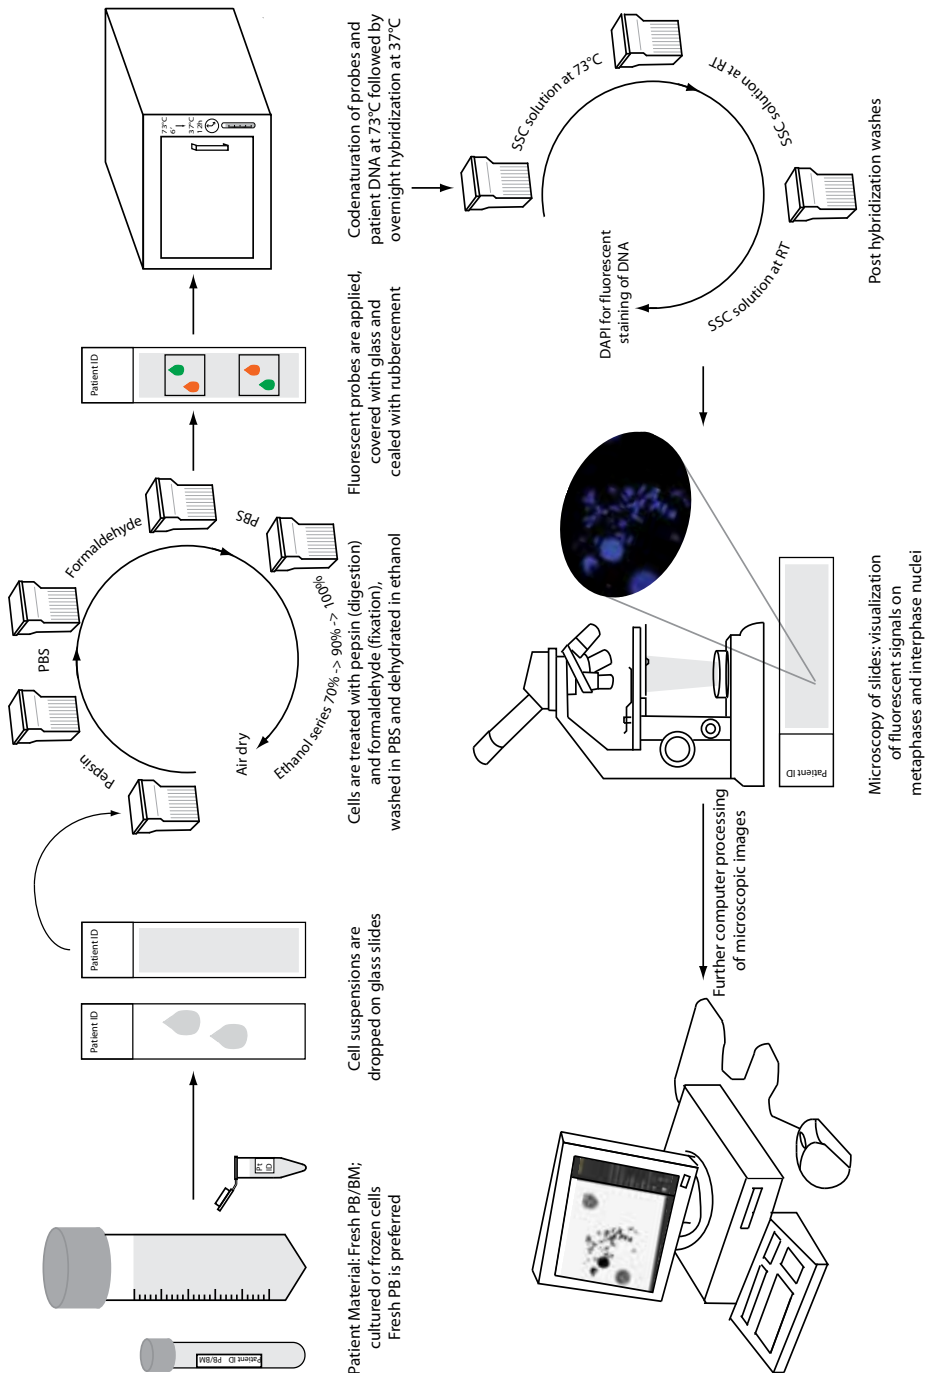 Patient ID PB/BM
Pt
ID
Patient Material: Fresh PB/BM;
cultured or frozen cells
Fresh PB is preferred
Patient ID
Patient ID
Cell suspensions are
dropped on glass slides
Pepsin
PBS
Formaldehyde
PBS
Ethanol series 70% -> 90% -> 100%
Air dry
Cells are treated with pepsin (digestion)
and formaldehyde (fixation),
washed in PBS and dehydrated in ethanol
Patient ID
Fluorescent probes are applied,
covered with glass and
cealed with rubbercement
73°C
6'
37°C
12h
Codenaturation of probes and
patient DNA at 73°C followed by
overnight hybridization at 37°C
SSC solution at 73°C
SSC solution at RT
SSC solution at RT
DAPI for fluorescent
staining of DNA
Post hybridization washes
Patient ID
Microscopy of slides: visualization
of fluorescent signals on
metaphases and interphase nuclei
Further computer processing
of microscopic images